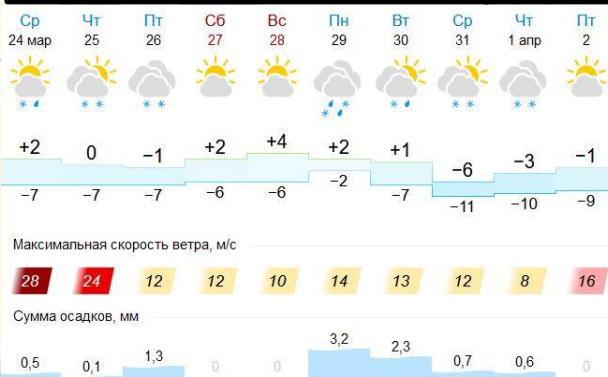 Ср Чт Пт Сб Вс Пн Вт Ср Чт Пт
24 мар 25 26 27 28 29 30 31 1 апр 2
+2 0 −1 +2 +4 +2 +1 −6 −3 −1
−7 −7 −7 −6 −6 −2 −7 −11 −10 −9
Максимальная скорость ветра, м/с
28 24 12 12 10 14 13 12 8 16
Сумма осадков, мм
0,5 0,1 1,3 0 0 3,2 2,3 0,7 0,6 0